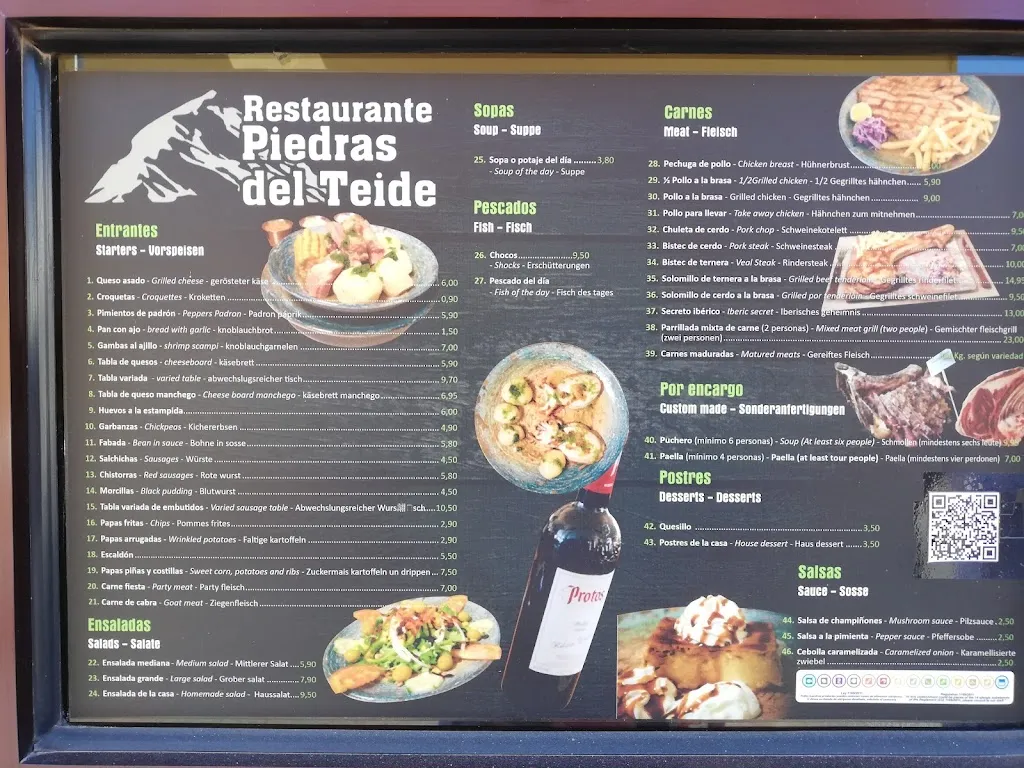 Restaurante
Piedras
del Teide
Entrantes
Starters - Vorspeisen
1. Queso asado - Grilled cheese - gerösteter käse 6,00
2. Croquetas - Croquettes - Kroketten 0,90
3. Pimientos de padrón - Peppers Padron - Padron paprik 5,90
4. Pan con ajo - bread with garlic - knoblauchbrot 1,50
5. Gambas al ajillo - shrimp scampi - knoblauchgarnelen 7,00
6. Tabla de quesos - cheeseboard - käsebrett 5,90
7. Tabla variada - varied table - abwechslugsreicher tisch 9,70
8. Tabla de queso manchego - Cheese board manchego - käsebrett manchego 6,95
9. Huevos a la estampida 6,00
10. Garbanzas - Chickpeas - Kichererbsen 4,90
11. Fabada - Bean in sauce - Bohne in sosse 5,80
12. Salchichas - Sausages - Würste 4,50
13. Chistorras - Red sausages - Rote wurst 5,80
14. Morcillas - Black pudding - Blutwurst 4,50
15. Tabla variada de embutidos - Varied sausage table - Abwechslungsreicher Wurs sch 10,50
16. Papas fritas - Chips - Pommes frites 2,90
17. Papas arrugadas - Wrinkled potatoes - Faltige kartoffeln 2,90
18. Escaldón 5,50
19. Papas piñas y costillas - Sweet corn, potatoes and ribs - Zuckermais kartoffeln un drippen 7,50
20. Carne fiesta - Party meat - Party fleisch 7,00
21. Carne de cabra - Goat meat - Ziegenfleisch
Ensaladas
Salads - Salate
22. Ensalada mediana - Medium salad - Mittlerer Salat 5,90
23. Ensalada grande - Large salad - Grober salat 7,90
24. Ensalada de la casa - Homemade salad - Haussalat 9,50
Sopas
Soup - Suppe
25. Sopa o potaje del día 3,80
- Soup of the day - Suppe
Pescados
Fish - Fisch
26. Chocos 9,50
- Shocks - Erschütterungen
27. Pescado del día
- Fish of the day - Fisch des tages
Protos
Carnes
Meat - Fleisch
28. Pechuga de pollo - Chicken breast - Hühnerbrust
29. ½ Pollo a la brasa - 1/2Grilled chicken - 1/2 Gegrilltes hähnchen 5,90
30. Pollo a la brasa - Grilled chicken - Gegrilltes hähnchen 9,00
31. Pollo para llevar - Take away chicken - Hähnchen zum mitnehmen 7,0
32. Chuleta de cerdo - Pork chop - Schweinekotelett 9,5
33. Bistec de cerdo - Pork steak - Schweinesteak 7,0
34. Bistec de ternera - Veal Steak - Rindersteak 10,0
35. Solomillo de ternera a la brasa - Grilled beef tenderloin - Gegrilltes rinderfilet 14,9
36. Solomillo de cerdo a la brasa - Grilled pork tenderloin - Gegrilltes schweinefilet 9,5
37. Secreto ibérico - Iberic secret - Iberisches geheimnis 13,0
38. Parrillada mixta de carne (2 personas) - Mixed meat grill (two people) - Gemischter fleischgrill
(zwei personen) 23,00
39. Carnes maduradas - Matured meats - Gereiftes Fleisch Kg. según variedad
Por encargo
Custom made - Sonderanfertigungen
40. Puchero (mínimo 6 personas) - Soup (At least six people) - Schmollen (mindestens sechs leute) 9,95
41. Paella (mínimo 4 personas) - Paella (at least tour people) - Paella (mindestens vier perdonen) 7,00
Postres
Desserts - Desserts
42. Quesillo 3,50
43. Postres de la casa - House dessert - Haus dessert 3,50
Salsas
Sauce - Sosse
44. Salsa de champiñones - Mushroom sauce - Pilzsauce 2,50
45. Salsa a la pimienta - Pepper sauce - Pfeffersobe 2,50
46. Cebolla caramelizada - Caramelized onion - Karamellisierte
zwiebel 2,50